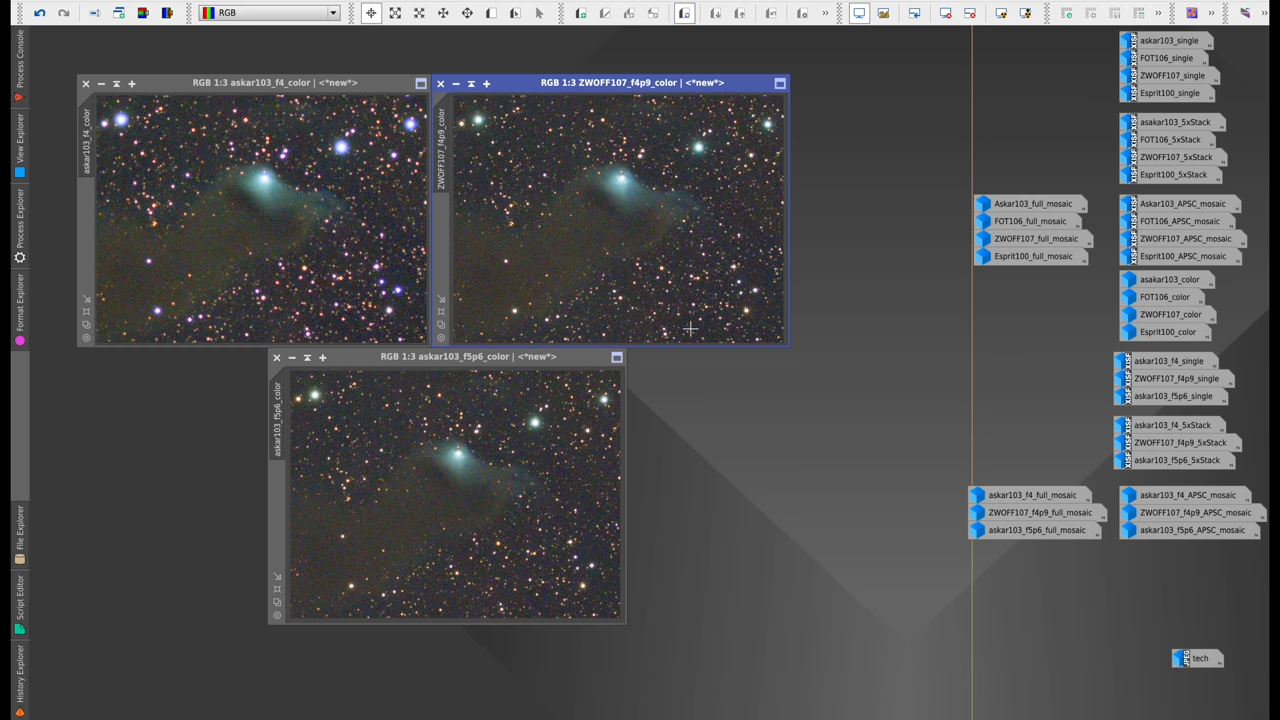 RGB
Process Console
View Explorer
Process Explorer
Format Explorer
File Explorer
Script Editor
History Explorer
RGB 1:3 askar103_f4_color | <*new*>
askar103_f4_color
RGB 1:3 ZWOFF107_f4p9_color | <*new*>
ZWOFF107_f4p9_color
RGB 1:3 askar103_f5p6_color | <*new*>
askar103_f5p6_color
askar103_single
FOT106_single
ZWOFF107_single
Esprit100_single
asakar103_5xStack
FOT106_5xStack
ZWOFF107_5xStack
Esprit100_5xStack
Askar103_full_mosaic
FOT106_full_mosaic
ZWOFF107_full_mosaic
Esprit100_full_mosaic
Askar103_APSC_mosaic
FOT106_APSC_mosaic
ZWOFF107_APSC_mosaic
Esprit100_APSC_mosaic
asakar103_color
FOT106_color
ZWOFF107_color
Esprit100_color
askar103_f4_single
ZWOFF107_f4p9_single
askar103_f5p6_single
askar103_f4_5xStack
ZWOFF107_f4p9_5xStack
askar103_f5p6_5xStack
askar103_f4_full_mosaic
ZWOFF107_f4p9_full_mosaic
askar103_f5p6_full_mosaic
askar103_f4_APSC_mosaic
ZWOFF107_f4p9_APSC_mosaic
askar103_f5p6_APSC_mosaic
JPEG
tech